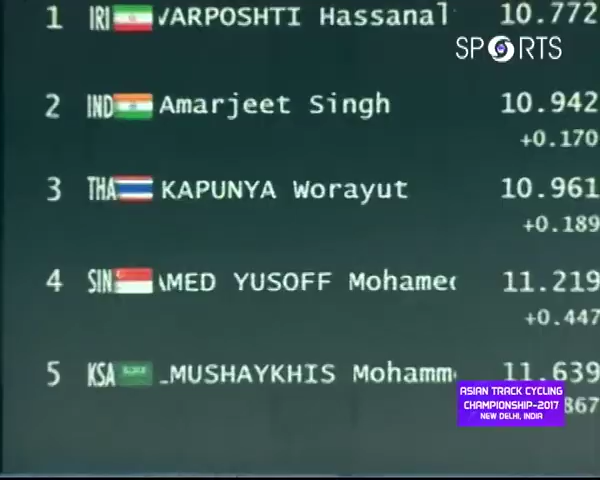 1 IRI VARPOSHTI Hassanal 10.772
SPORTS
2 IND Amarjeet Singh 10.942
+0.170
3 THA KAPUNYA Worayut 10.961
+0.189
4 SIN AMED YUSOFF Mohamed 11.219
+0.447
5 KSA _MUSHAYKHIS Mohamm 11.639
867
ASIAN TRACK CYCLING
CHAMPIONSHIP-2017
NEW DELHI, INDIA